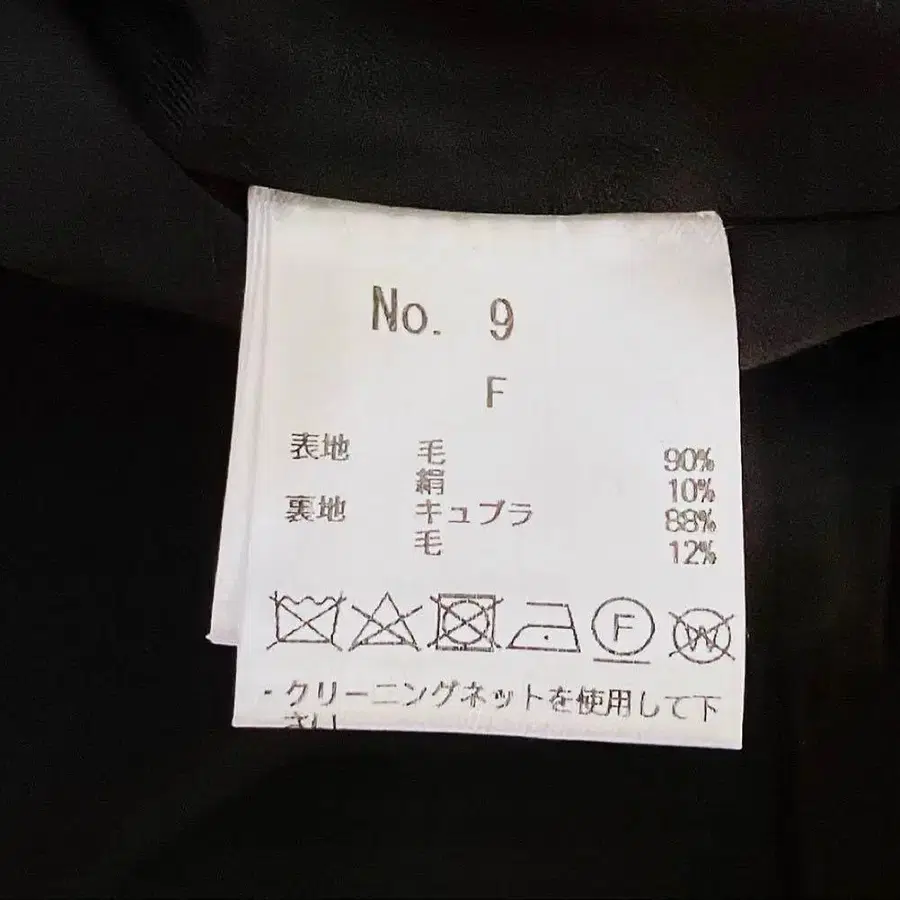 No. 9
F
表地 毛 90%
絹 10%
裏地 キュプラ 88%
毛 12%
F W
・クリーニングネットを使用して下
さい